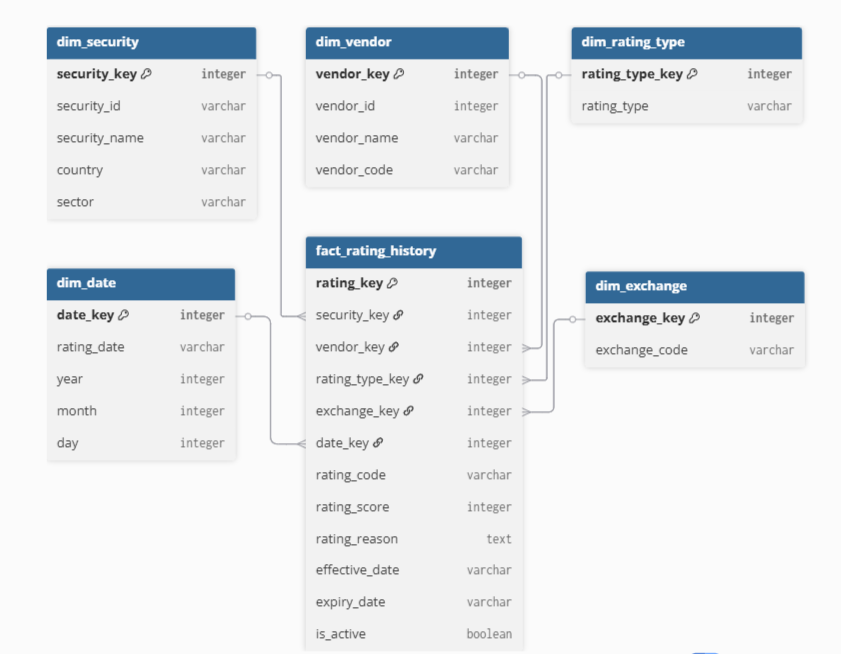 dim_security
security_key integer
security_id varchar
security_name varchar
country varchar
sector varchar
dim_vendor
vendor_key integer
vendor_id integer
vendor_name varchar
vendor_code varchar
dim_rating_type
rating_type_key integer
rating_type varchar
dim_date
date_key integer
rating_date varchar
year integer
month integer
day integer
fact_rating_history
rating_key integer
security_key integer
vendor_key integer
rating_type_key integer
exchange_key integer
date_key integer
rating_code varchar
rating_score integer
rating_reason text
effective_date varchar
expiry_date varchar
is_active boolean
dim_exchange
exchange_key integer
exchange_code varchar